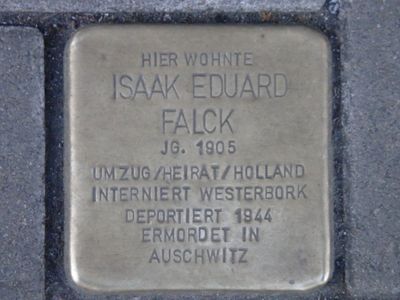 HIER WOHNTE
ISAAK EDUARD
FALCK
JG. 1905
UMZUG/HEIRAT/HOLLAND
INTERNIERT WESTERBORK
DEPORTIERT 1944
ERMORDET IN
AUSCHWITZ